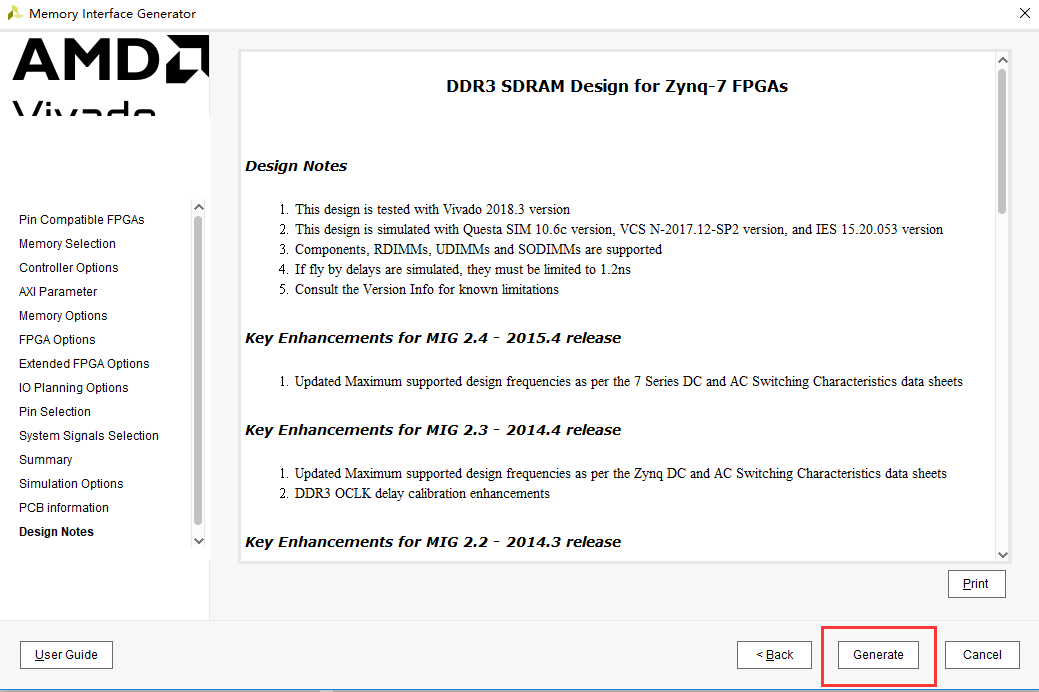 Memory Interface Generator
AMD
Vivado
Pin Compatible FPGAs
Memory Selection
Controller Options
AXI Parameter
Memory Options
FPGA Options
Extended FPGA Options
IO Planning Options
Pin Selection
System Signals Selection
Summary
Simulation Options
PCB information
Design Notes
DDR3 SDRAM Design for Zynq-7 FPGAs
Design Notes
1. This design is tested with Vivado 2018.3 version
2. This design is simulated with Questa SIM 10.6c version, VCS N-2017.12-SP2 version, and IES 15.20.053 version
3. Components, RDIMMs, UDIMMs and SODIMMs are supported
4. If fly by delays are simulated, they must be limited to 1.2ns
5. Consult the Version Info for known limitations
Key Enhancements for MIG 2.4 - 2015.4 release
1. Updated Maximum supported design frequencies as per the 7 Series DC and AC Switching Characteristics data sheets
Key Enhancements for MIG 2.3 - 2014.4 release
1. Updated Maximum supported design frequencies as per the Zynq DC and AC Switching Characteristics data sheets
2. DDR3 OCLK delay calibration enhancements
Key Enhancements for MIG 2.2 - 2014.3 release
Print
User Guide
< Back
Generate
Cancel